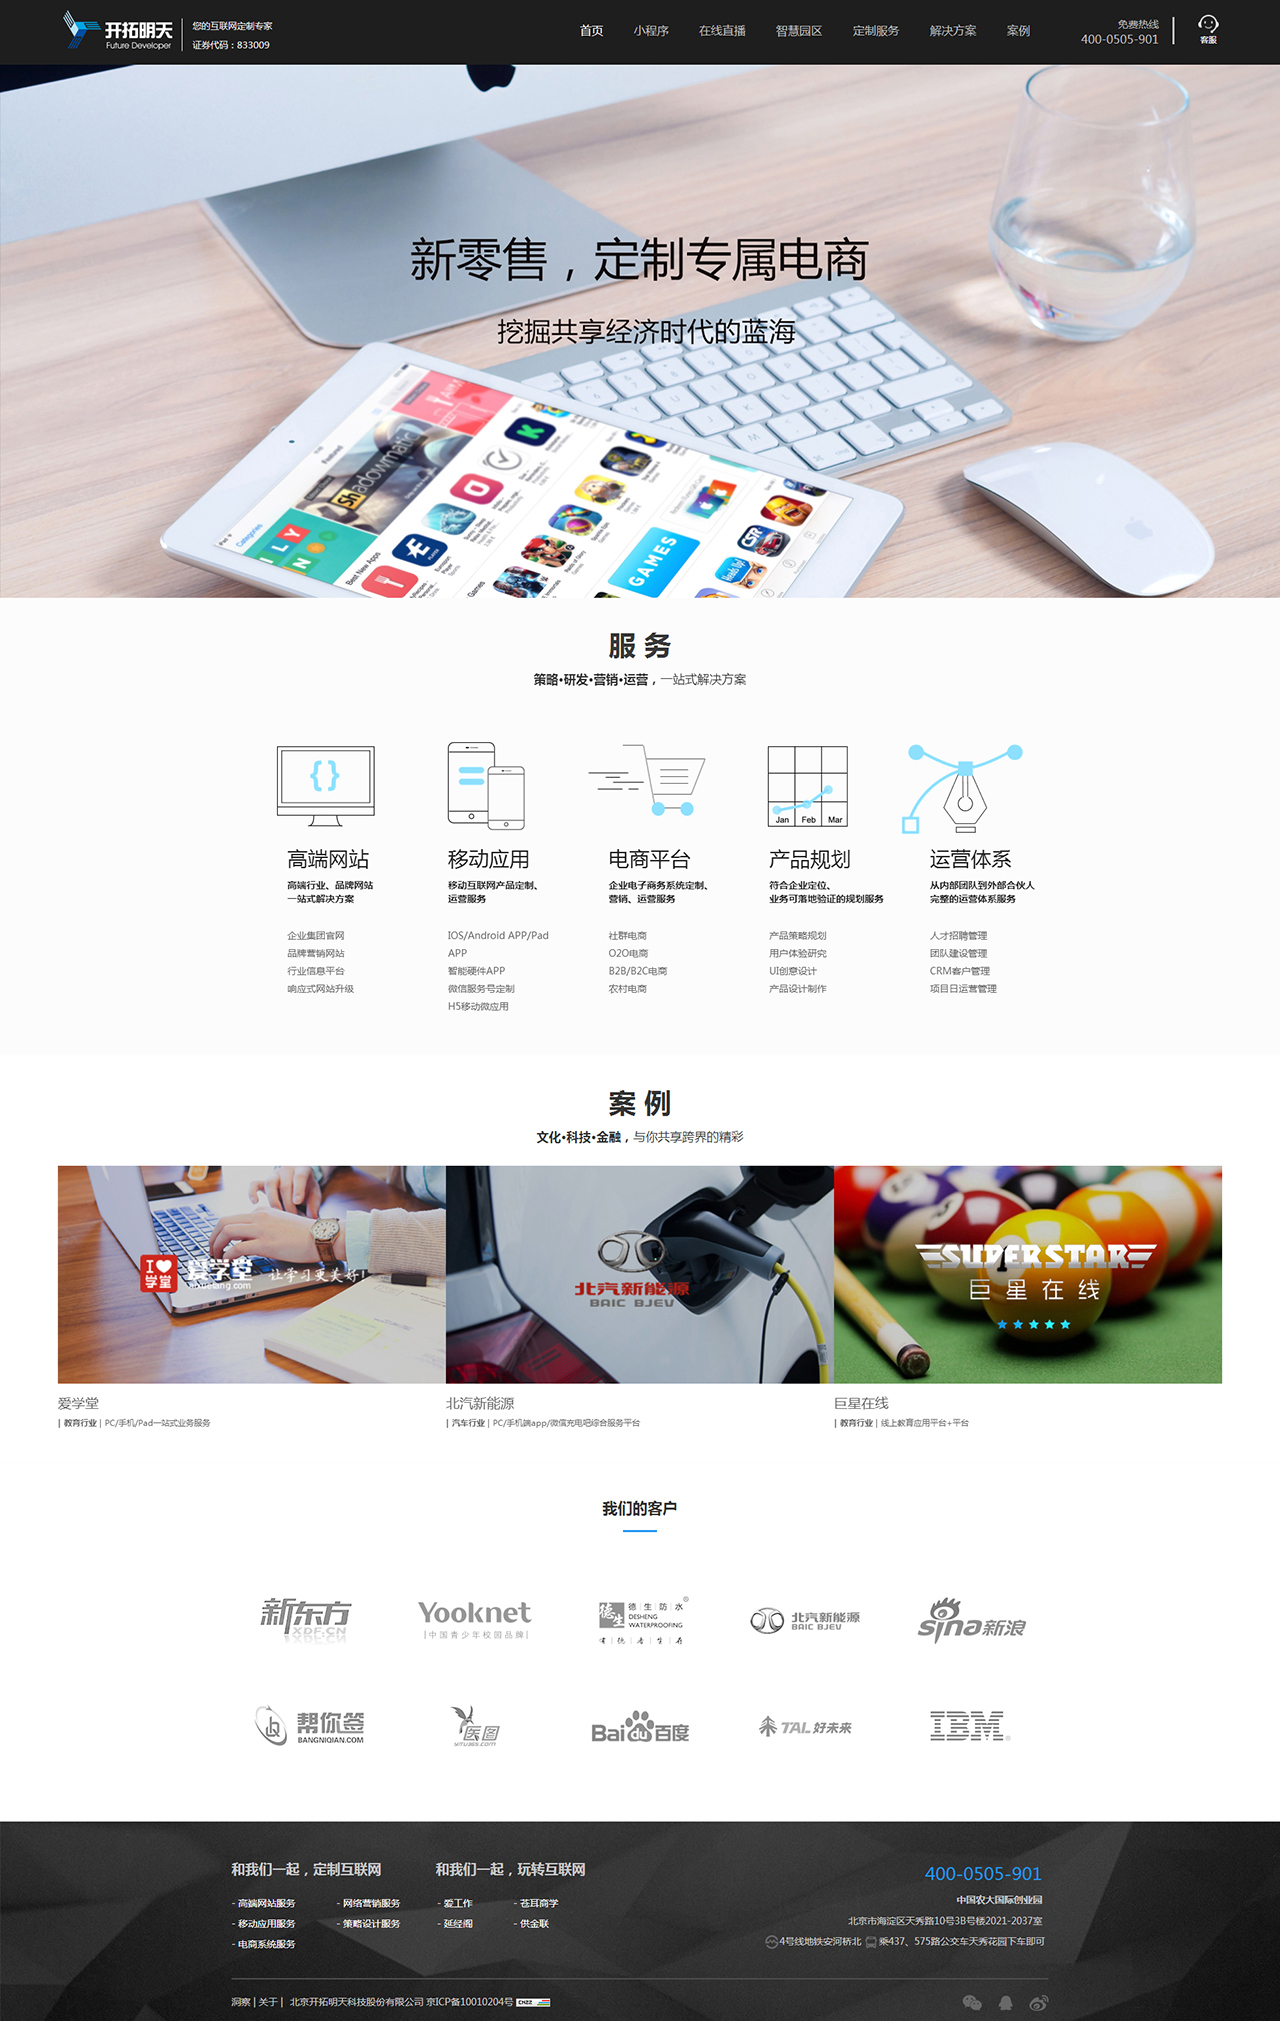 开拓明天
Future Developer
您的互联网定制专家
证券代码：833009
首页
小程序
在线直播
智慧园区
定制服务
解决方案
案例
免费热线
400-0505-901
客服
新零售，定制专属电商
挖掘共享经济时代的蓝海
Featured
Shadowmatic
Categories
Best New Apps
GAMES
Games
CSR
Heads Up!
服 务
策略·研发·营销·运营，一站式解决方案
Jan Feb Mar
高端网站
高端行业、品牌网站
一站式解决方案
企业集团官网
品牌营销网站
行业信息平台
响应式网站升级
移动应用
移动互联网产品定制、
运营服务
IOS/Android APP/Pad
APP
智能硬件APP
微信服务号定制
H5移动微应用
电商平台
企业电子商务系统定制、
营销、运营服务
社群电商
O2O电商
B2B/B2C电商
农村电商
产品规划
符合企业定位、
业务可落地验证的规划服务
产品策略规划
用户体验研究
UI创意设计
产品设计制作
运营体系
从内部团队到外部合伙人
完整的运营体系服务
人才招聘管理
团队建设管理
CRM客户管理
项目日运营管理
案 例
文化·科技·金融，与你共享跨界的精彩
I
学堂
爱学堂
aixuetang.com
让学习更美好!
北汽新能源
BAIC BJEV
SUPERSTAR
巨星在线
爱学堂
| 教育行业 | PC/手机/Pad一站式业务服务
北汽新能源
| 汽车行业 | PC/手机端app/微信充电吧综合服务平台
巨星在线
| 教育行业 | 线上教育应用平台+平台
我们的客户
新东方
XDF.CN
Yooknet
|中国青少年校园品牌|
德生
德生防水
DESHENG
WATERPROOFING
有德者生存
北汽新能源
BAIC BJEV
sina新浪
帮你签
BANGNIQIAN.COM
医图
YITU365.COM
Baidu百度
TAL好未来
IBM
和我们一起，定制互联网
- 高端网站服务
- 网络营销服务
- 移动应用服务
- 策略设计服务
- 电商系统服务
和我们一起，玩转互联网
- 爱工作
- 苍耳商学
- 延经阁
- 供金联
400-0505-901
中国农大国际创业园
北京市海淀区天秀路10号3B号楼2021-2037室
4号线地铁安河桥北 乘437、575路公交车天秀花园下车即可
洞察 | 关于 | 北京开拓明天科技股份有限公司 京ICP备10010204号 CNZZ